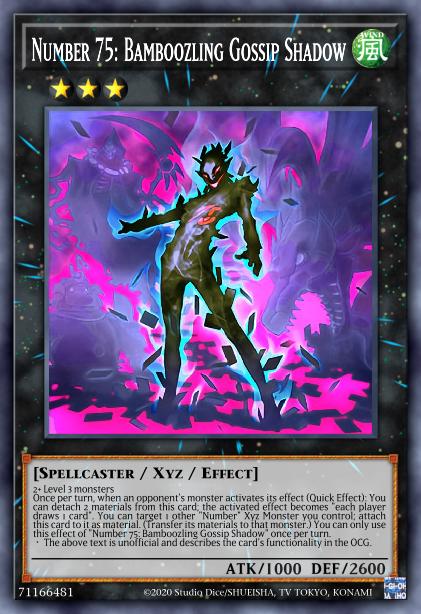 NUMBER 75: BAMBOOZLING GOSSIP SHADOW
WIND
風
[SPELLCASTER / XYZ / EFFECT]
2+ Level 3 monsters
Once per turn, when an opponent's monster activates its effect (Quick Effect): You
can detach 2 materials from this card; the activated effect becomes "each player
draws 1 card". You can target 1 other "Number" Xyz Monster you control; attach
this card to it as material. (Transfer its materials to that monster.) You can only use
this effect of "Number 75: Bamboozling Gossip Shadow" once per turn.
• The above text is unofficial and describes the card's functionality in the OCG.
ATK/1000 DEF/2600
71166481
©2020 Studio Dice/SHUEISHA, TV TOKYO, KONAMI